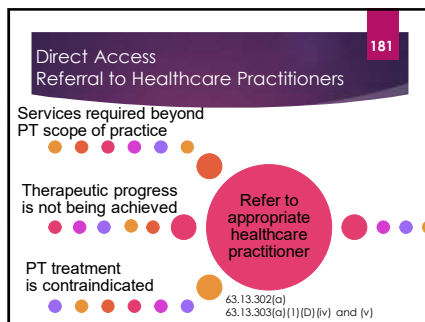 Direct Access
Referral to Healthcare Practitioners
181
Services required beyond
PT scope of practice
Therapeutic progress
is not being achieved
PT treatment
is contraindicated
Refer to
appropriate
healthcare
practitioner
63.13.302(a)
63.13.303(a)(1)(D)(iv) and (v)